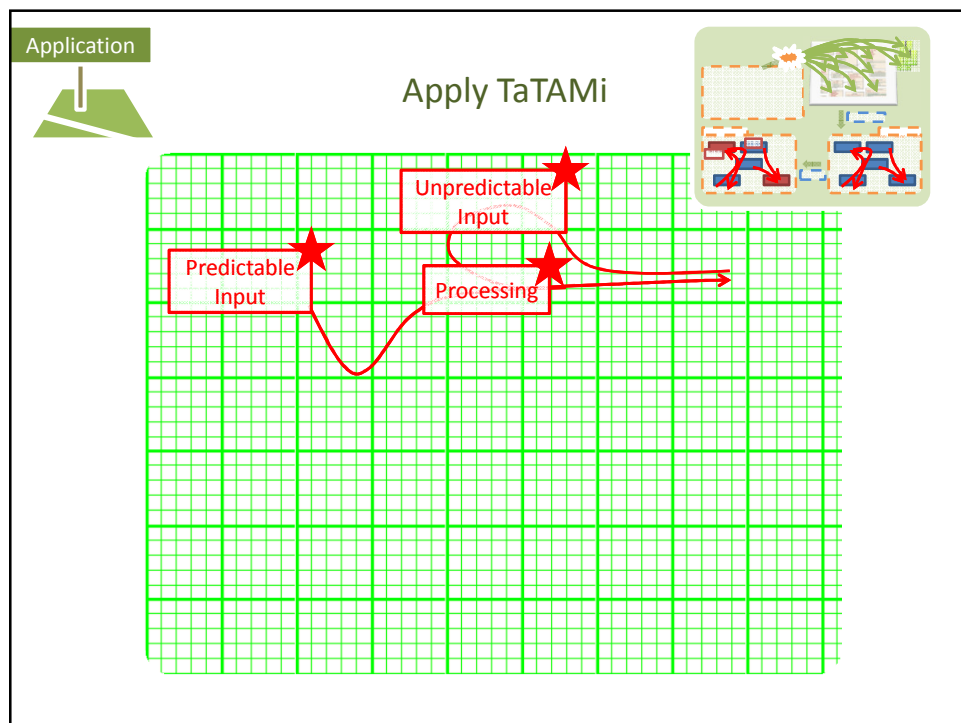 Application
Apply TaTAMi
Unpredictable
Input
Predictable
Input
Processing